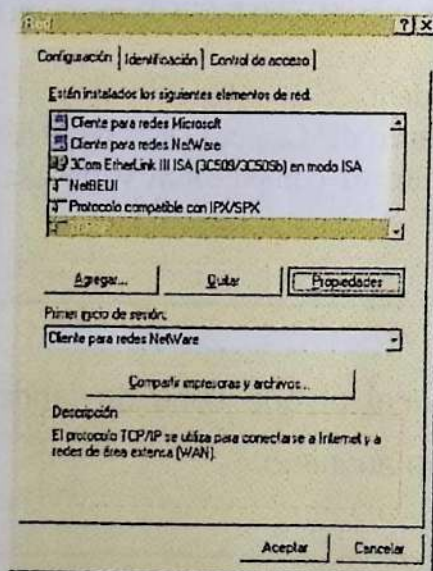 Red
Configuración | Identificación | Control de acceso
Están instalados los siguientes elementos de red.
Cliente para redes Microsoft
Cliente para redes NetWare
3Com EtherLink III ISA (3C509/3C509b) en modo ISA
NetBEUI
Protocolo compatible con IPX/SPX
Agregar... Quitar Propiedades
Primer inicio de sesión:
Cliente para redes NetWare
Compartir impresoras y archivos...
Descripción
El protocolo TCP/IP se utiliza para conectarse a Internet y a
redes de área extensa (WAN).
Aceptar Cancelar